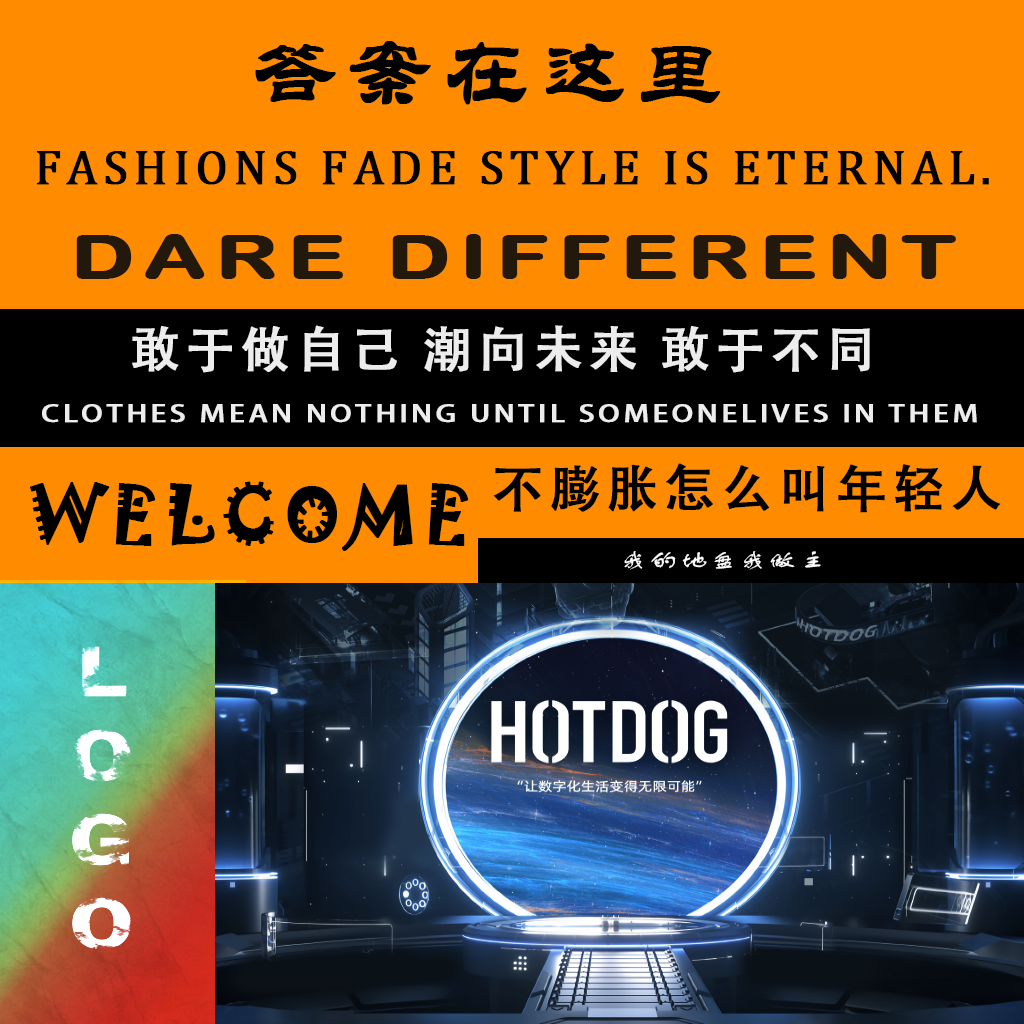 答案在这里
FASHIONS FADE STYLE IS ETERNAL.
DARE DIFFERENT
敢于做自己 潮向未来 敢于不同
CLOTHES MEAN NOTHING UNTIL SOMEONELIVES IN THEM
WELCOME
不膨胀怎么叫年轻人
我的地盘我做主
LOGO
HOTDOG
HOTDOG
“让数字化生活变得无限可能”